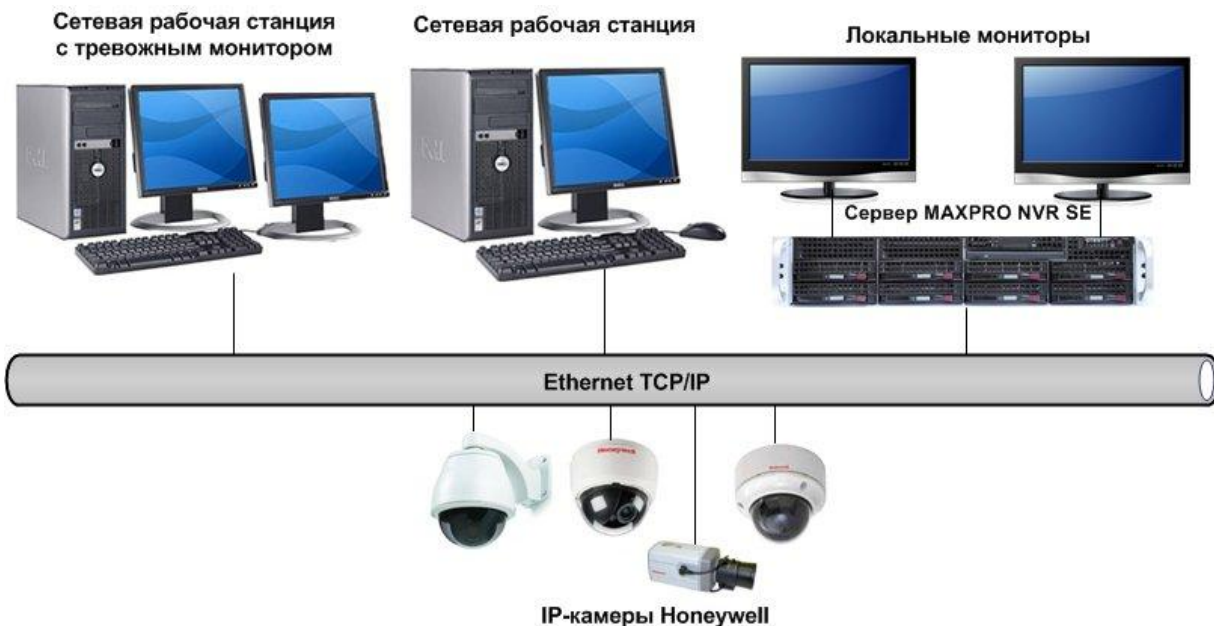 Сетевая рабочая станция
с тревожным монитором
Сетевая рабочая станция
Локальные мониторы
Сервер MAXPRO NVR SE
Ethernet TCP/IP
Honeywell
IP-камеры Honeywell